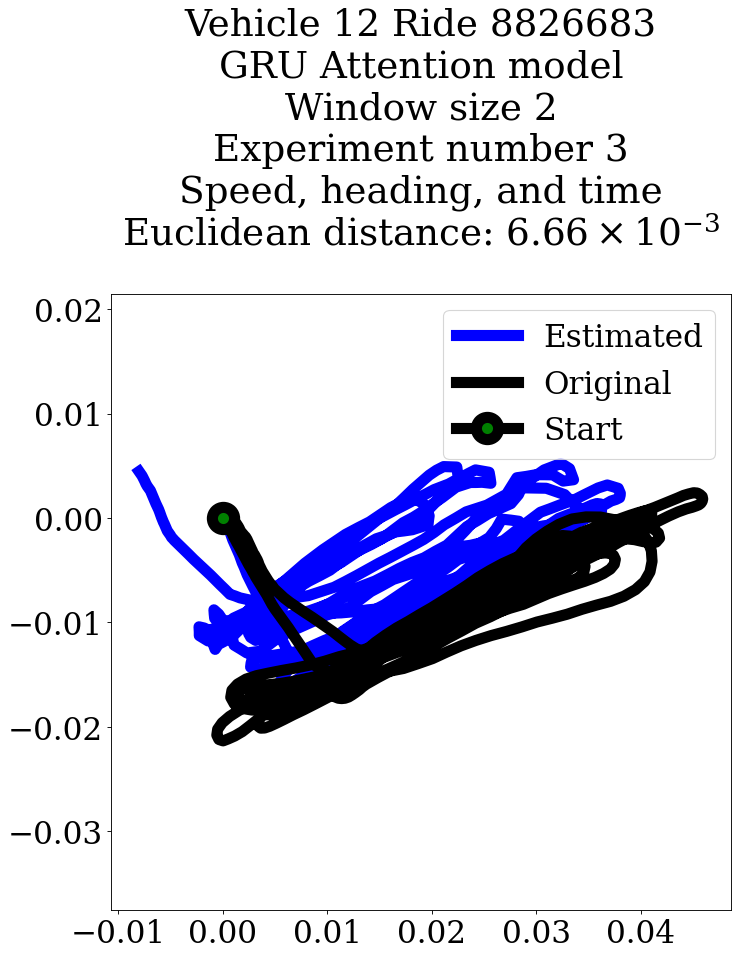 Vehicle 12 Ride 8826683
GRU Attention model
Window size 2
Experiment number 3
Speed, heading, and time
Euclidean distance: 6.66 × 10⁻³
Estimated
Original
Start
0.02
0.01
0.00
−0.01
−0.02
−0.03
−0.01 0.00 0.01 0.02 0.03 0.04